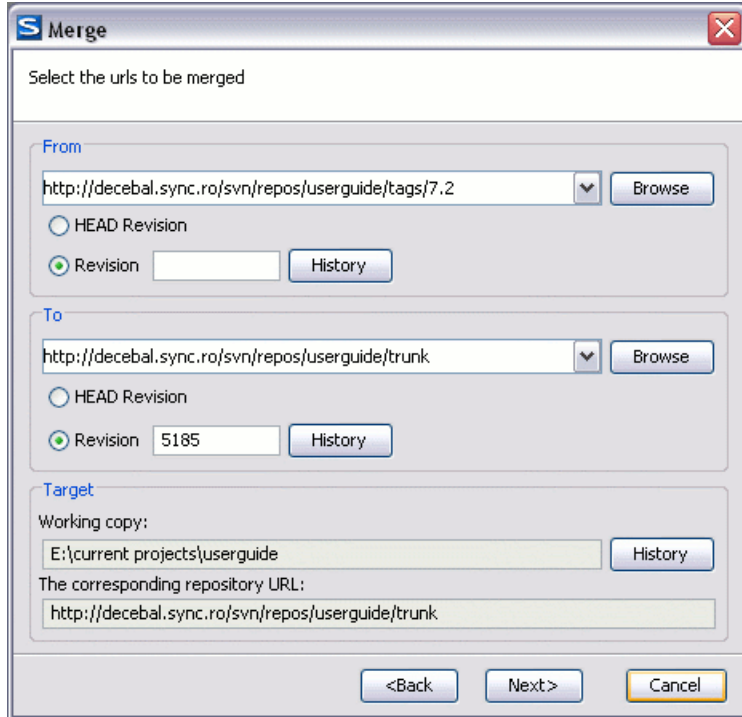 S Merge
Select the urls to be merged
From
http://decebal.sync.ro/svn/repos/userguide/tags/7.2 Browse
HEAD Revision
Revision History
To
http://decebal.sync.ro/svn/repos/userguide/trunk Browse
HEAD Revision
Revision 5185 History
Target
Working copy:
E:\current projects\userguide History
The corresponding repository URL:
http://decebal.sync.ro/svn/repos/userguide/trunk
<Back Next> Cancel